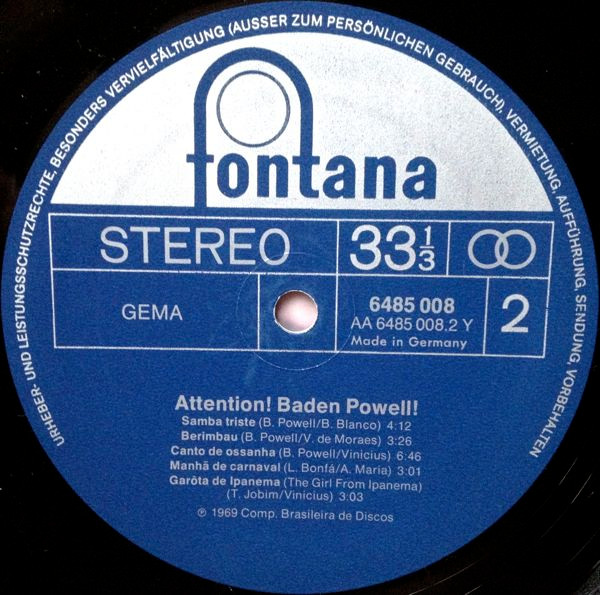 URHEBER- UND LEISTUNGSSCHUTZRECHTE, BESONDERS VERVIELFÄLTIGUNG (AUSSER ZUM PERSÖNLICHEN GEBRAUCH), VERMIETUNG, AUFFÜHRUNG, SENDUNG, VORBEHALTEN
fontana
STEREO 33 1/3
GEMA
6485 008
AA 6485 008.2 Y
Made in Germany
2
Attention! Baden Powell!
Samba triste (B. Powell/B. Blanco) 4:12
Berimbau (B. Powell/V. de Moraes) 3:26
Canto de ossanha (B. Powell/Vinicius) 6:46
Manhã de carnaval (L. Bonfá/A. Maria) 3:01
Garôta de Ipanema (The Girl From Ipanema)
(T. Jobim/Vinicius) 3:03
℗ 1969 Comp. Brasileira de Discos